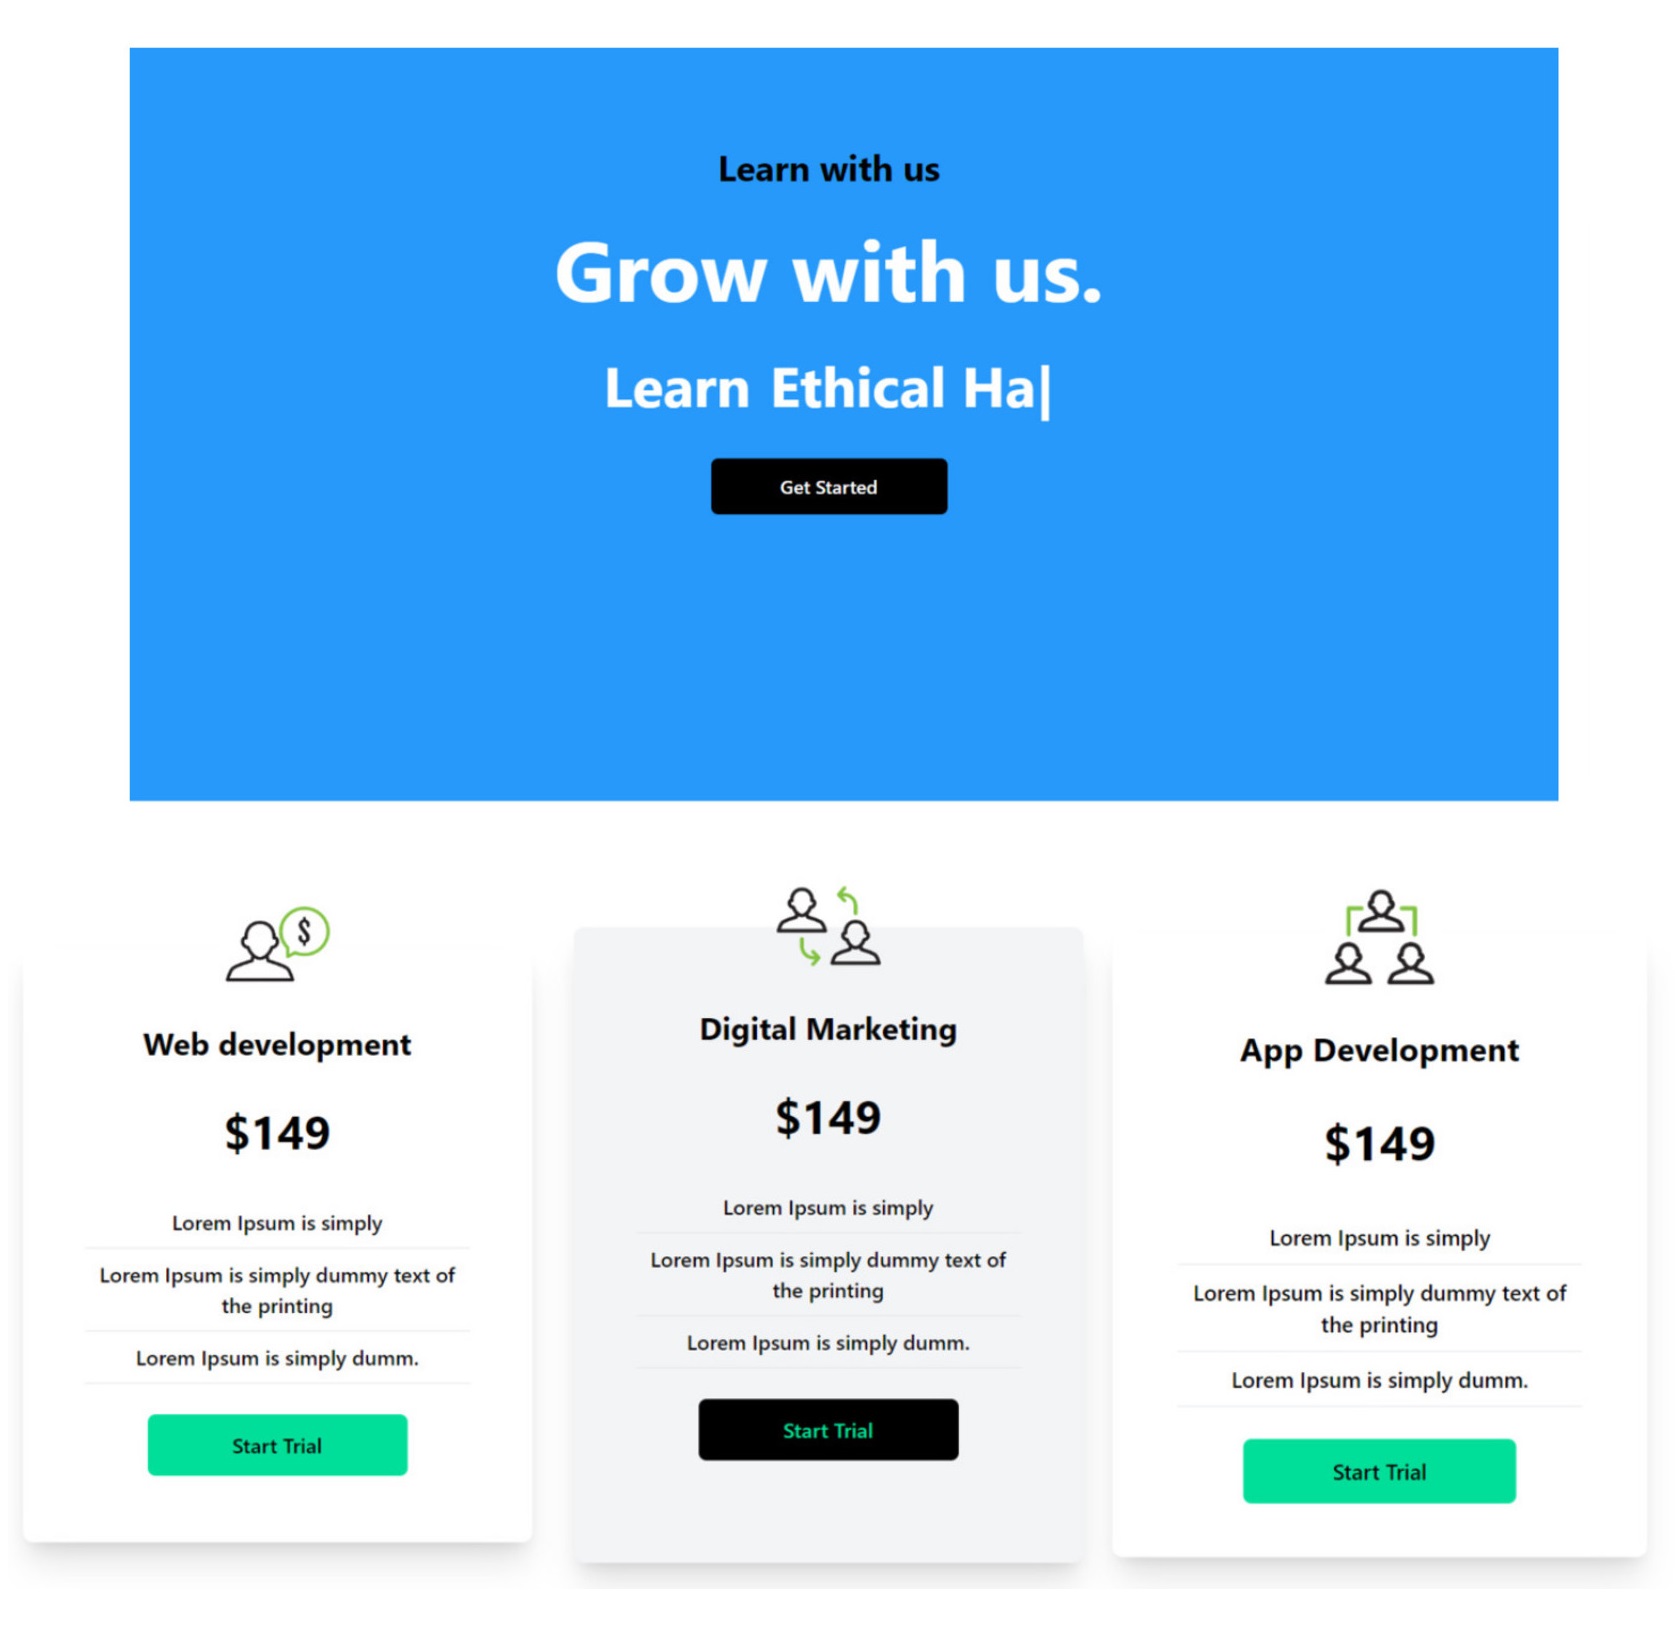 Learn with us
Grow with us.
Learn Ethical Ha|
Get Started
$
Web development
$149
Lorem Ipsum is simply
Lorem Ipsum is simply dummy text of
the printing
Lorem Ipsum is simply dumm.
Start Trial
Digital Marketing
$149
Lorem Ipsum is simply
Lorem Ipsum is simply dummy text of
the printing
Lorem Ipsum is simply dumm.
Start Trial
App Development
$149
Lorem Ipsum is simply
Lorem Ipsum is simply dummy text of
the printing
Lorem Ipsum is simply dumm.
Start Trial